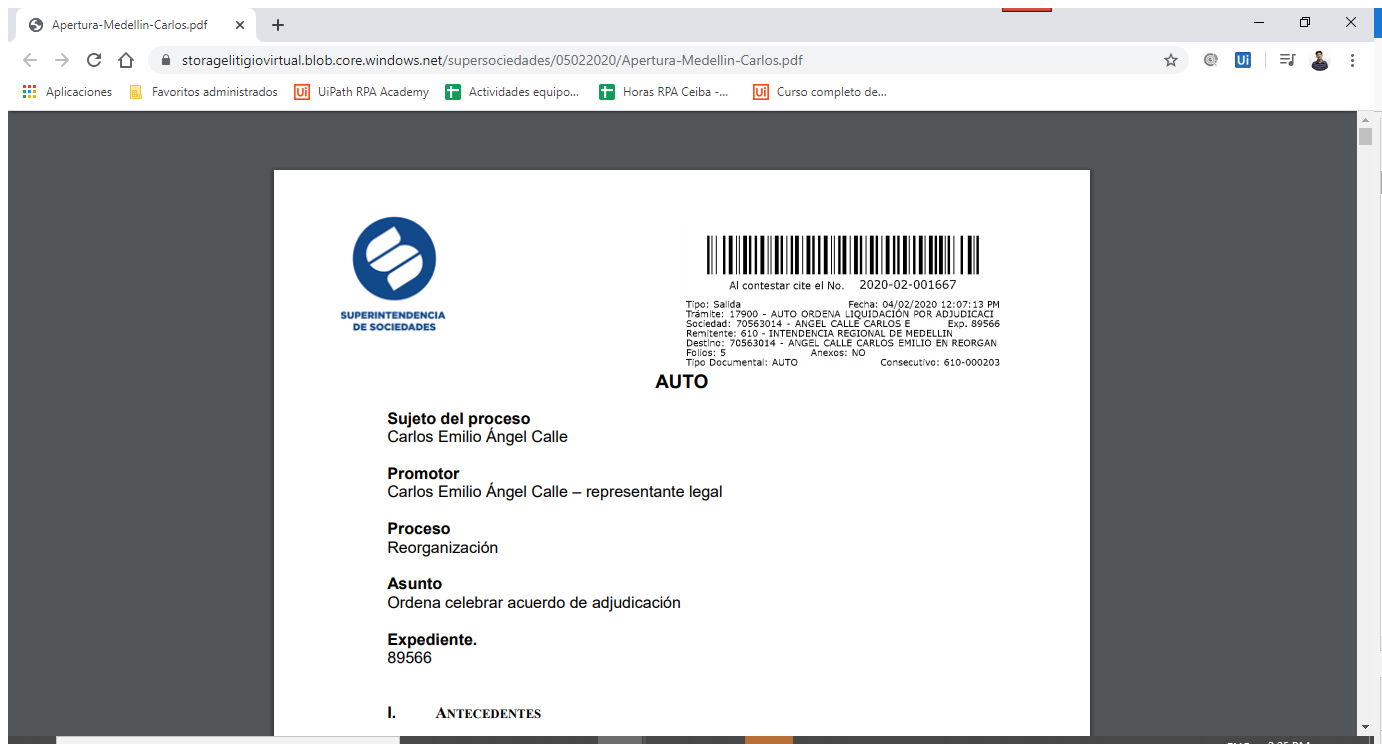 Apertura-Medellin-Carlos.pdf
storagelitigiovirtual.blob.core.windows.net/supersociedades/05022020/Apertura-Medellin-Carlos.pdf
Ui
Aplicaciones Favoritos administrados Ui UiPath RPA Academy Actividades equipo... Horas RPA Ceiba -... Ui Curso completo de...
SUPERINTENDENCIA
DE SOCIEDADES
Al contestar cite el No. 2020-02-001667
Tipo: Salida Fecha: 04/02/2020 12:07:13 PM
Trámite: 17900 - AUTO ORDENA LIQUIDACIÓN POR ADJUDICACI
Sociedad: 70563014 - ANGEL CALLE CARLOS E Exp. 89566
Remitente: 610 - INTENDENCIA REGIONAL DE MEDELLIN
Destino: 70563014 - ANGEL CALLE CARLOS EMILIO EN REORGAN
Folios: 5 Anexos: NO
Tipo Documental: AUTO Consecutivo: 610-000203
AUTO
Sujeto del proceso
Carlos Emilio Ángel Calle
Promotor
Carlos Emilio Ángel Calle – representante legal
Proceso
Reorganización
Asunto
Ordena celebrar acuerdo de adjudicación
Expediente.
89566
I. ANTECEDENTES